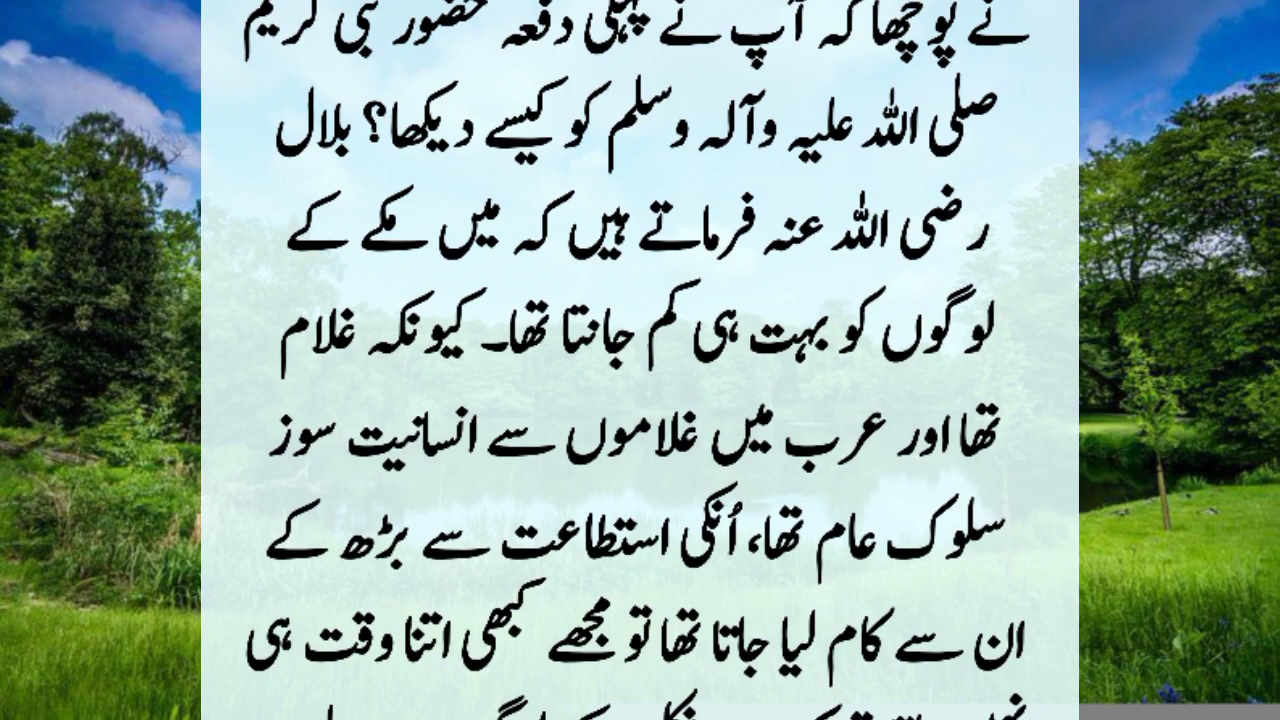 نے پوچھا کہ آپ نے پہلی دفعہ حضور نبی کریم
صلی اللہ علیہ وآلہ وسلم کو کیسے دیکھا؟ بلال
رضی اللہ عنہ فرماتے ہیں کہ میں مکے کے
لوگوں کو بہت ہی کم جانتا تھا۔ کیونکہ غلام
تھا اور عرب میں غلاموں سے انسانیت سوز
سلوک عام تھا، اُنکی استطاعت سے بڑھ کے
ان سے کام لیا جاتا تھا تو مجھے کبھی اتنا وقت ہی